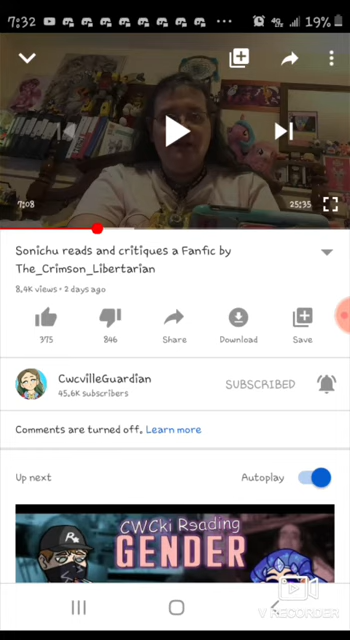 7:32
19%
7:08
25:35
Sonichu reads and critiques a Fanfic by
The_Crimson_Libertarian
8.4K views • 2 days ago
375
846
Share
Download
Save
CwcvilleGuardian
45.6K subscribers
SUBSCRIBED
Comments are turned off. Learn more
Up next
Autoplay
CWCki Reading
GENDER
V RECORDER